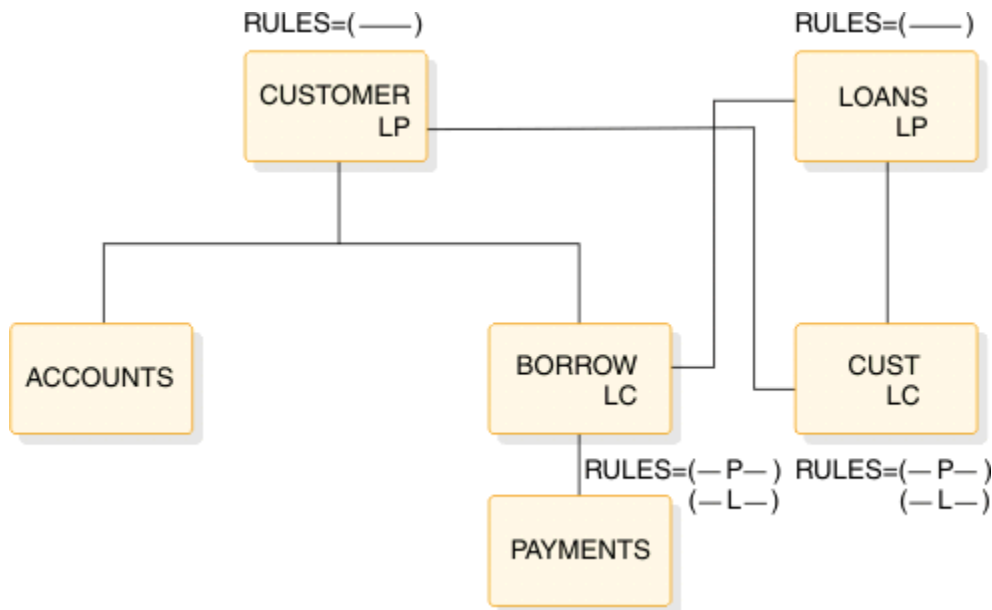 RULES=( ——— )
RULES=( ——— )
CUSTOMER
LP
LOANS
LP
ACCOUNTS
BORROW
LC
CUST
LC
RULES=(—P—)
(—L—)
RULES=(—P—)
(—L—)
PAYMENTS